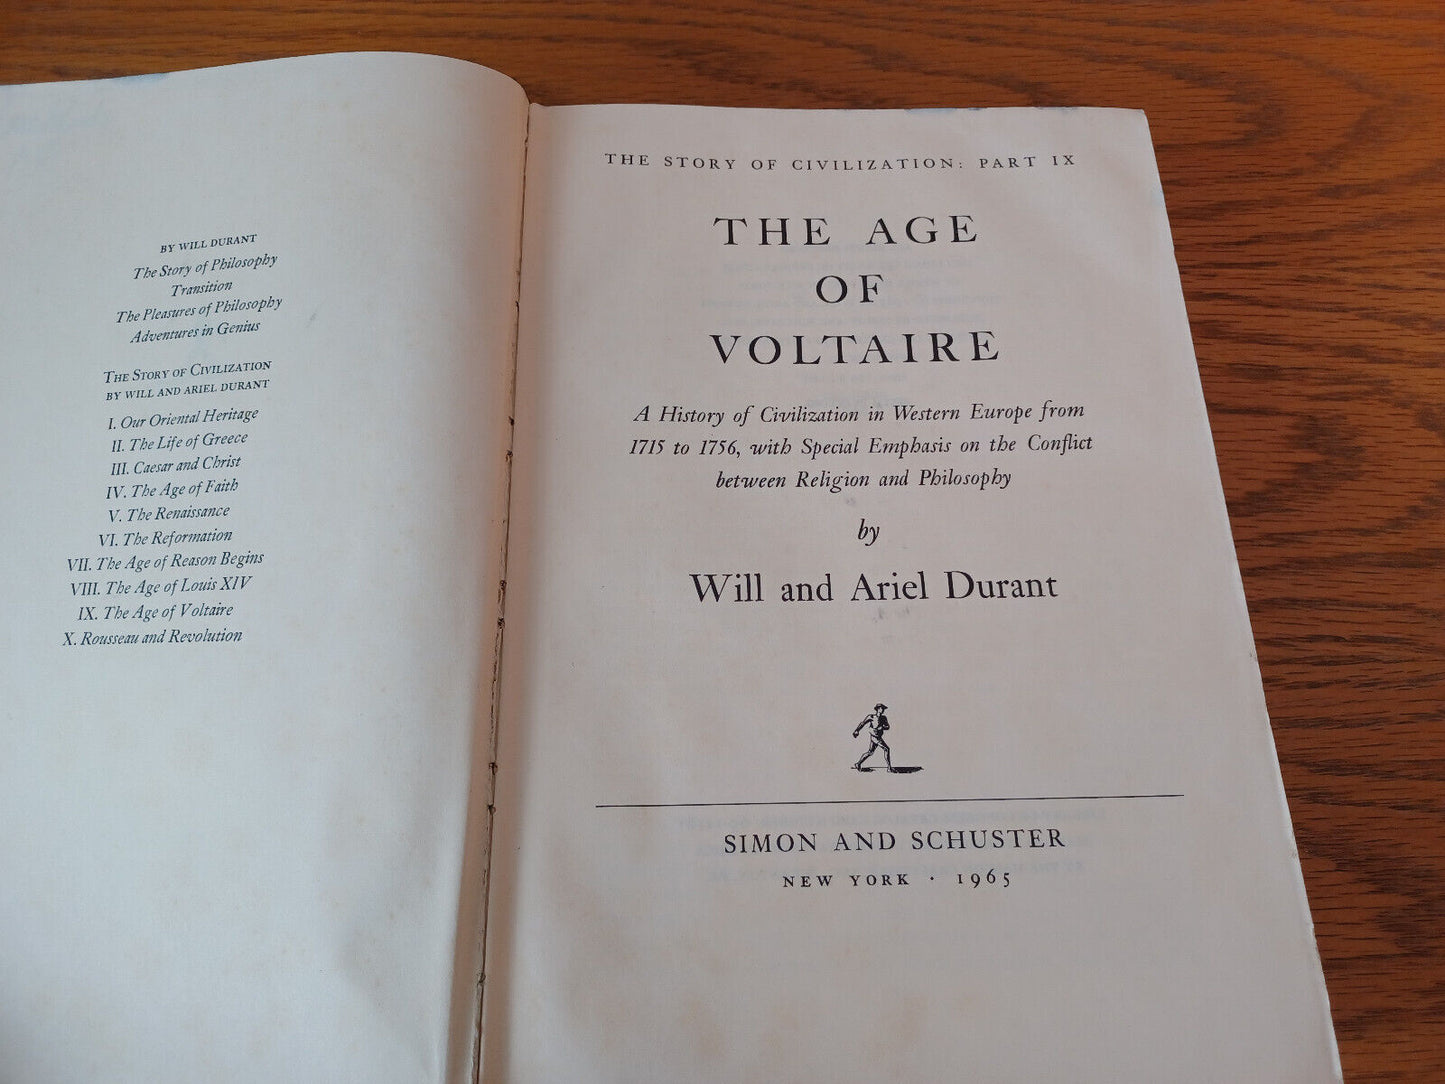 BY WILL DURANT
The Story of Philosophy
Transition
The Pleasures of Philosophy
Adventures in Genius
THE STORY OF CIVILIZATION
BY WILL AND ARIEL DURANT
I. Our Oriental Heritage
II. The Life of Greece
III. Caesar and Christ
IV. The Age of Faith
V. The Renaissance
VI. The Reformation
VII. The Age of Reason Begins
VIII. The Age of Louis XIV
IX. The Age of Voltaire
X. Rousseau and Revolution
THE STORY OF CIVILIZATION: PART IX
THE AGE
OF
VOLTAIRE
A History of Civilization in Western Europe from
1715 to 1756, with Special Emphasis on the Conflict
between Religion and Philosophy
by
Will and Ariel Durant
SIMON AND SCHUSTER
NEW YORK · 1965